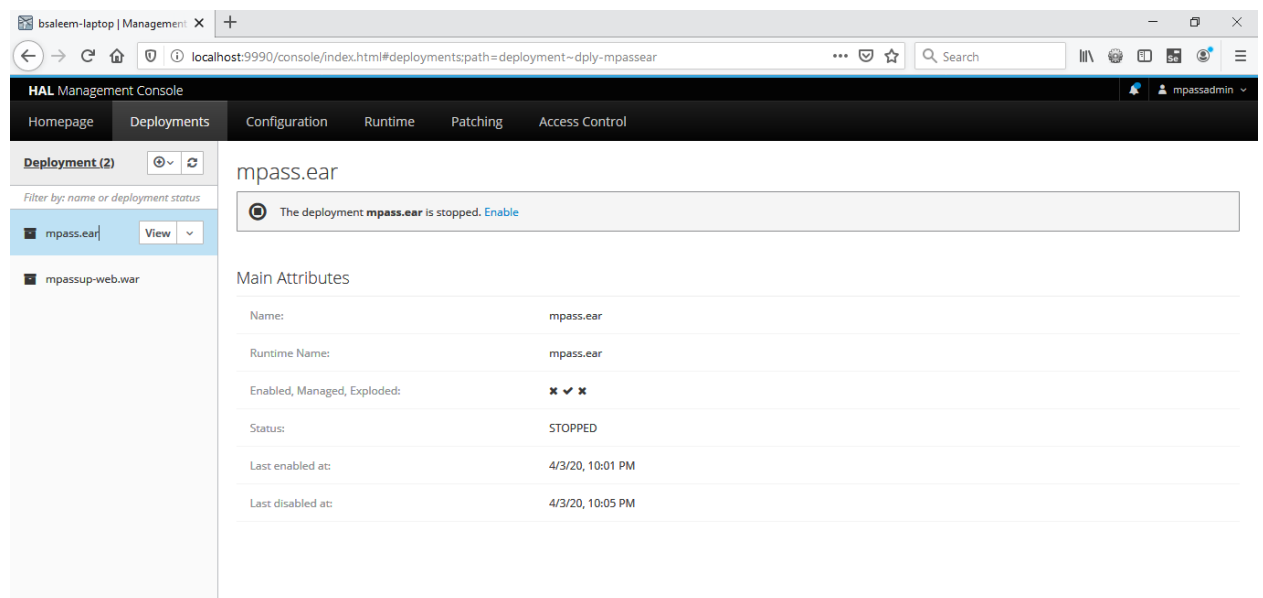 bsaleem-laptop | Management
localhost:9990/console/index.html#deployments;path=deployment~dply-mpassear
Search
Se
HAL Management Console
mpassadmin
Homepage Deployments Configuration Runtime Patching Access Control
Deployment (2)
Filter by: name or deployment status
mpass.ear View
mpassup-web.war
mpass.ear
The deployment mpass.ear is stopped. Enable
Main Attributes
Name: mpass.ear
Runtime Name: mpass.ear
Enabled, Managed, Exploded:
Status: STOPPED
Last enabled at: 4/3/20, 10:01 PM
Last disabled at: 4/3/20, 10:05 PM